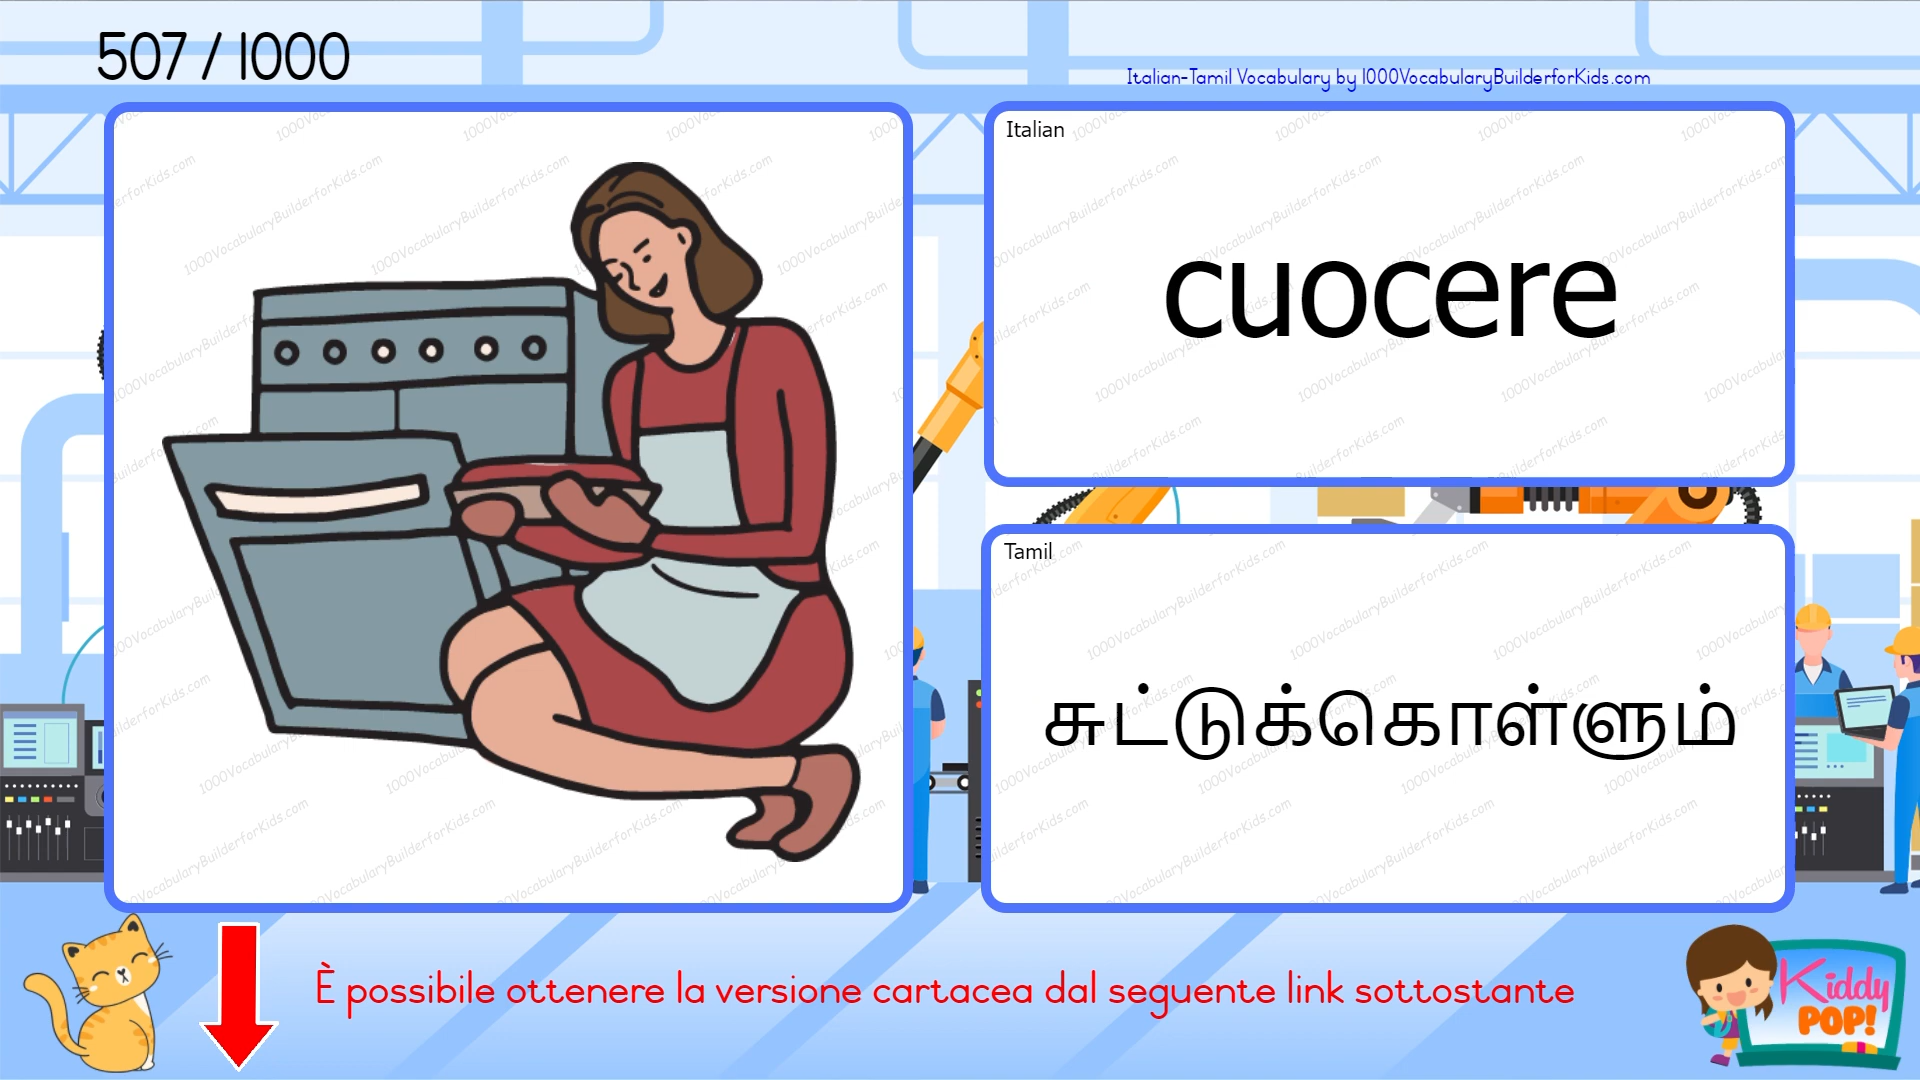 507 / 1000
Italian-Tamil Vocabulary by 1000VocabularyBuilderforKids.com
Italian
cuocere
Tamil
சுட்டுக்கொள்ளும்
È possibile ottenere la versione cartacea dal seguente link sottostante
Kiddy
POP!